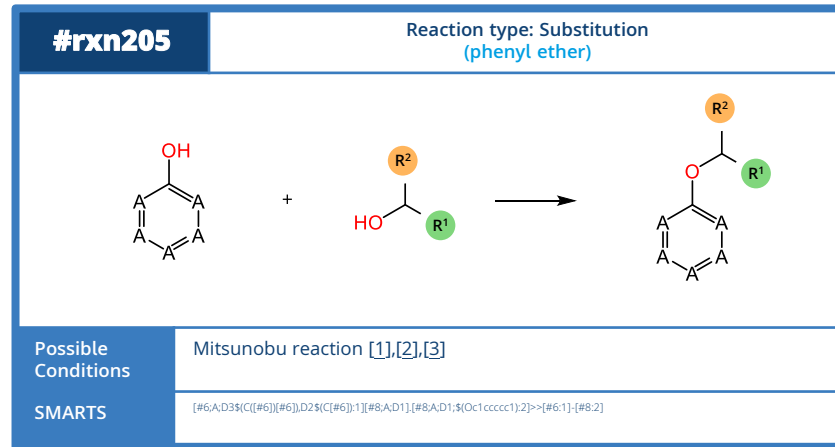 #rxn205
Reaction type: Substitution
(phenyl ether)
OH
A A
A A
A
+
R²
HO R¹
R²
O R¹
A A
A A
A
Possible
Conditions
Mitsunobu reaction [1],[2],[3]
SMARTS
[#6;A;D3$(C([#6])[#6]),D2$(C[#6]):1][#8;A;D1].[#8;A;D1;$(Oc1ccccc1):2]>>[#6:1]-[#8:2]